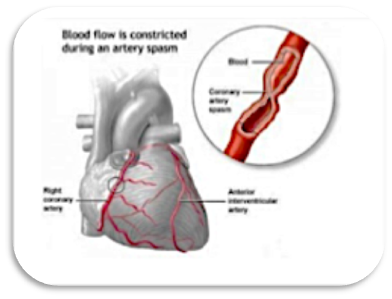 Blood flow is constricted
during an artery spasm
Blood
Coronary
artery
spasm
Right
coronary
artery
Anterior
interventricular
artery